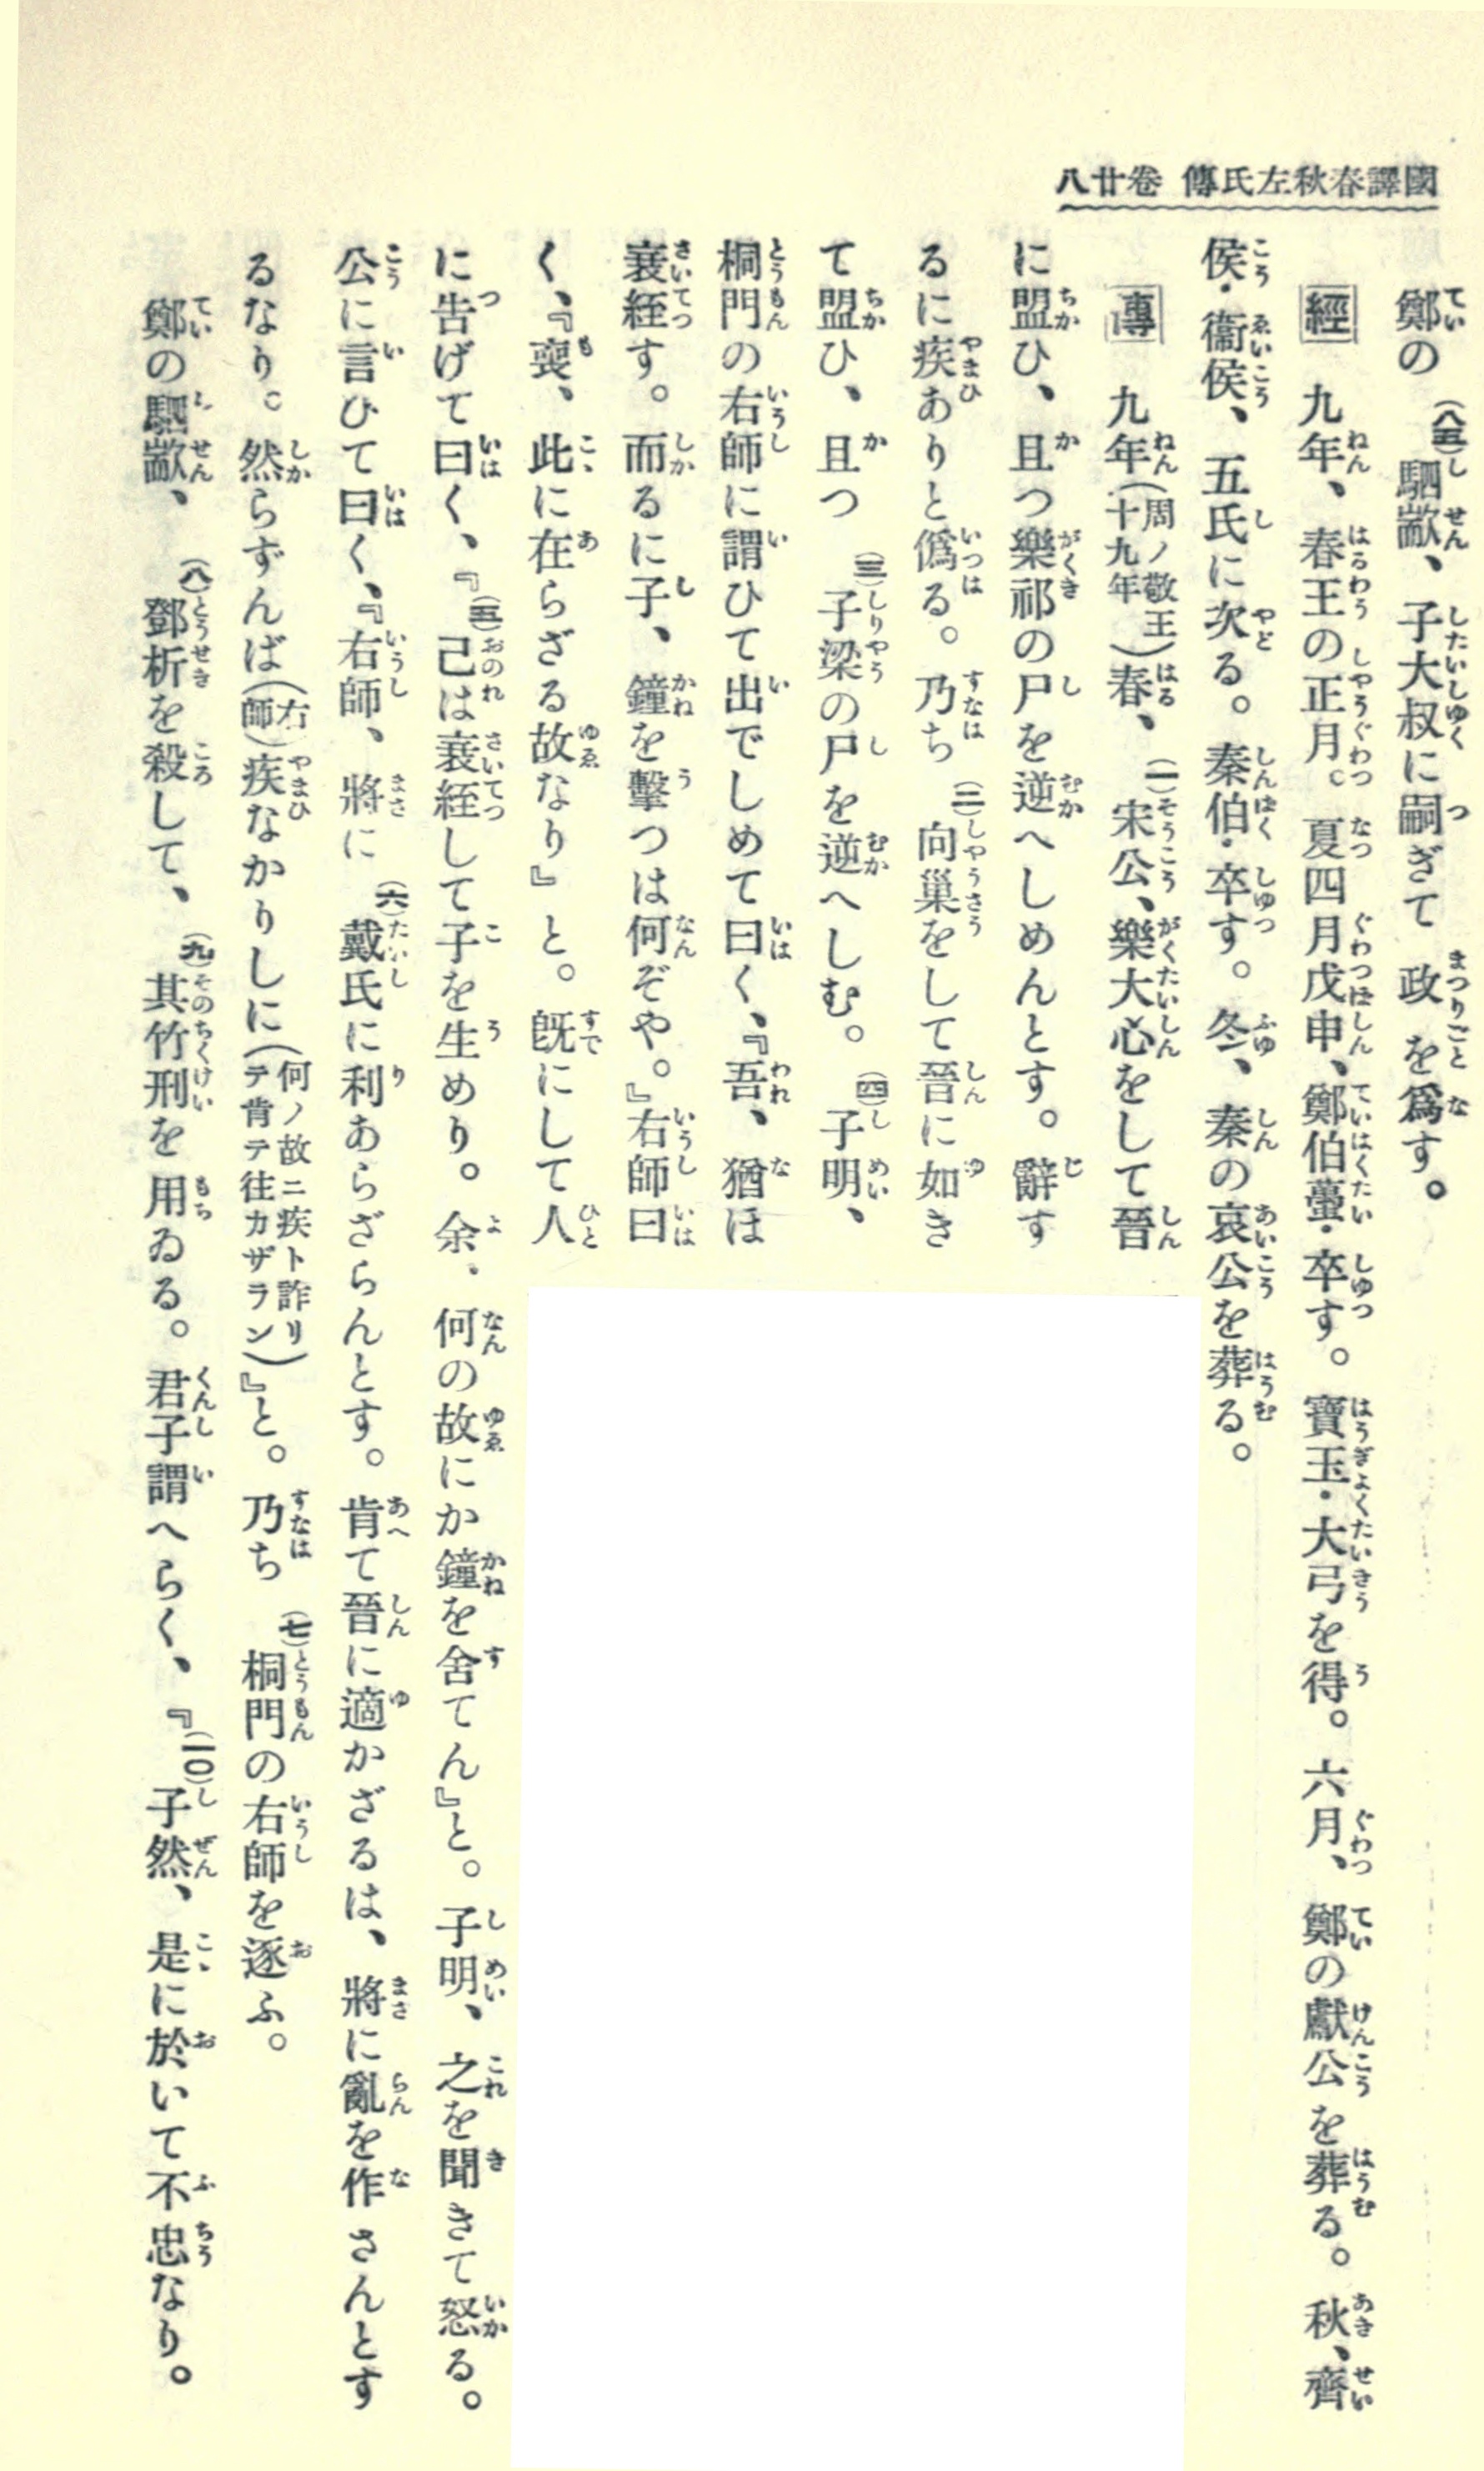 國譯春秋左氏傳 卷廿八
鄭の（八五）駟歂、子大叔に嗣ぎて政を爲す。
經 九年、春王の正月。夏四月戊申、鄭伯蠆・卒す。寶玉・大弓を得。六月、鄭の獻公を葬る。秋、齊
侯・衞侯、五氏に次る。秦伯・卒す。冬、秦の哀公を葬る。
傳 九年（周ノ敬王十九年）春、（一）宋公、樂大心をして晉
に盟ひ、且つ樂祁の尸を逆へしめんとす。辭す
るに疾ありと僞る。乃ち（二）向巢をして晉に如き
て盟ひ、且つ（三）子梁の尸を逆へしむ。（四）子明、
桐門の右師に謂ひて出でしめて曰く、『吾、猶ほ
衰絰す。而るに子、鐘を擊つは何ぞや。』右師曰
く、『喪、此に在らざる故なり』と。旣にして人
に告げて曰く、『（五）己は衰絰して子を生めり。余・何の故にか鐘を舍てん』と。子明、之を聞きて怒る。
公に言ひて曰く、『右師、將に（六）戴氏に利あらざらんとす。肯て晉に適かざるは、將に亂を作さんとす
るなり。然らずんば（右師）疾なかりしに（何ノ故ニ疾ト詐リテ肯テ往カザラン）』と。乃ち（七）桐門の右師を逐ふ。
鄭の駟歂、（八）鄧析を殺して、（九）其竹刑を用ゐる。君子謂へらく、『（一〇）子然、是に於いて不忠なり。